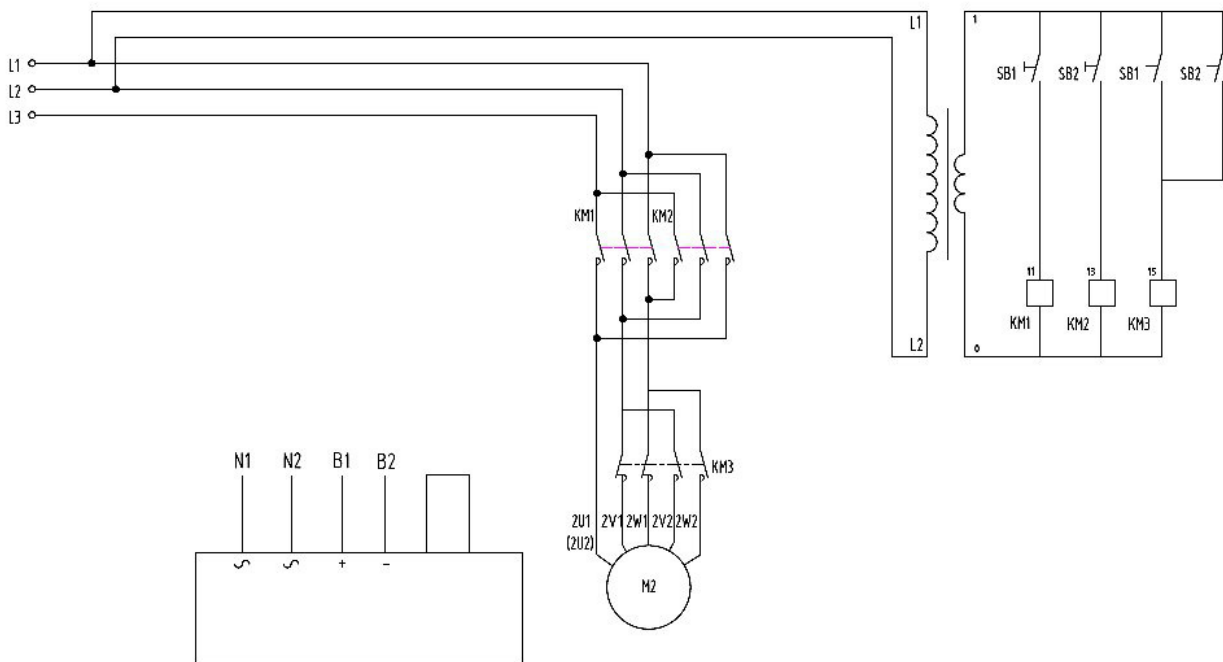 L1
1
L1
L2
L3
SB1
SB2
SB1
SB2
KM1
KM2
11
13
15
KM1
KM2
KM3
L2
0
N1
N2
B1
B2
KM3
2U1
(2U2)
2V1
2W1
2V2
2W2
+
-
M2